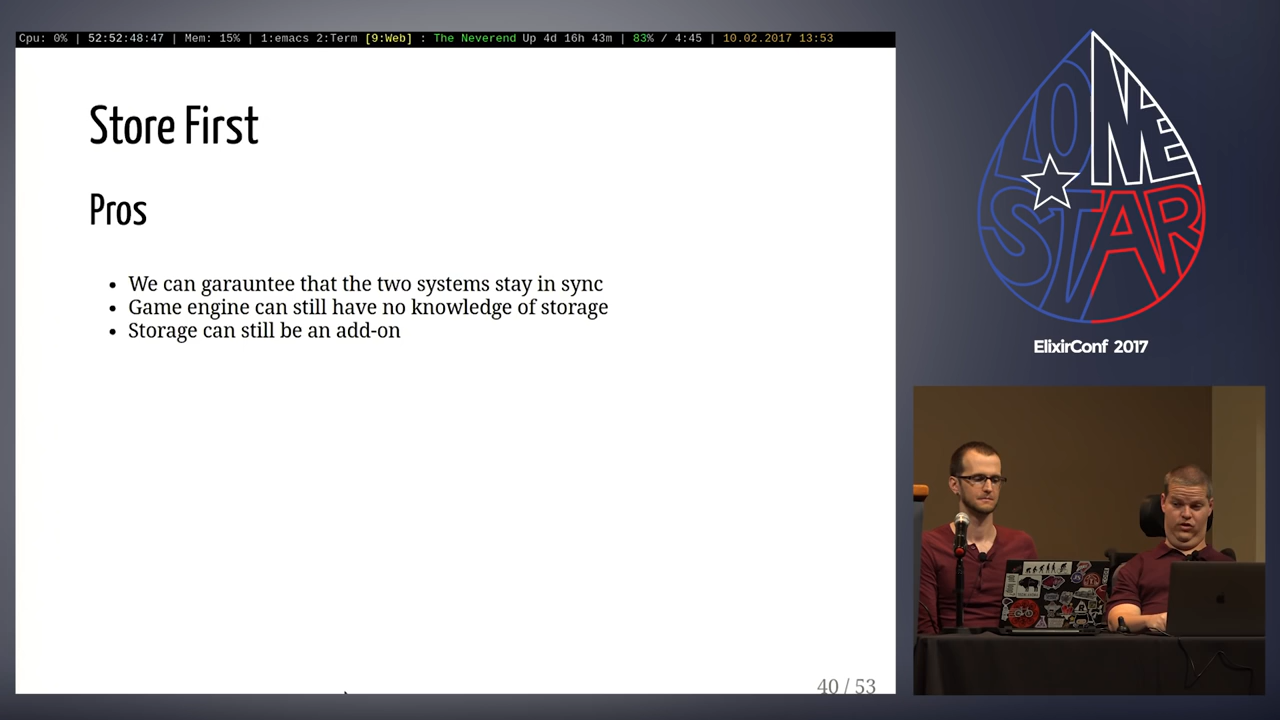 Cpu: 0% | 52:52:48:47 | Mem: 15% | 1:emacs 2:Term [9:Web] : The Neverend Up 4d 16h 43m | 83% / 4:45 | 10.02.2017 13:53
Store First
Pros
• We can garauntee that the two systems stay in sync
• Game engine can still have no knowledge of storage
• Storage can still be an add-on
40 / 53
LONE
STAR
ElixirConf 2017